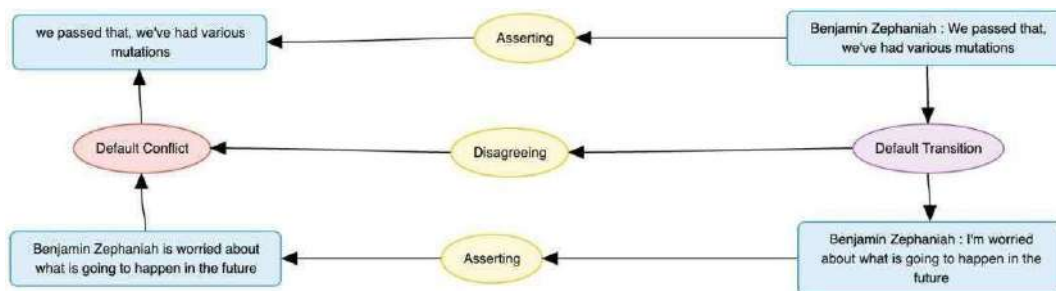 we passed that, we've had various
mutations
Asserting
Benjamin Zephaniah : We passed that,
we've had various mutations
Default Conflict
Disagreeing
Default Transition
Benjamin Zephaniah is worried about
what is going to happen in the future
Asserting
Benjamin Zephaniah : I'm worried
about what is going to happen in the
future